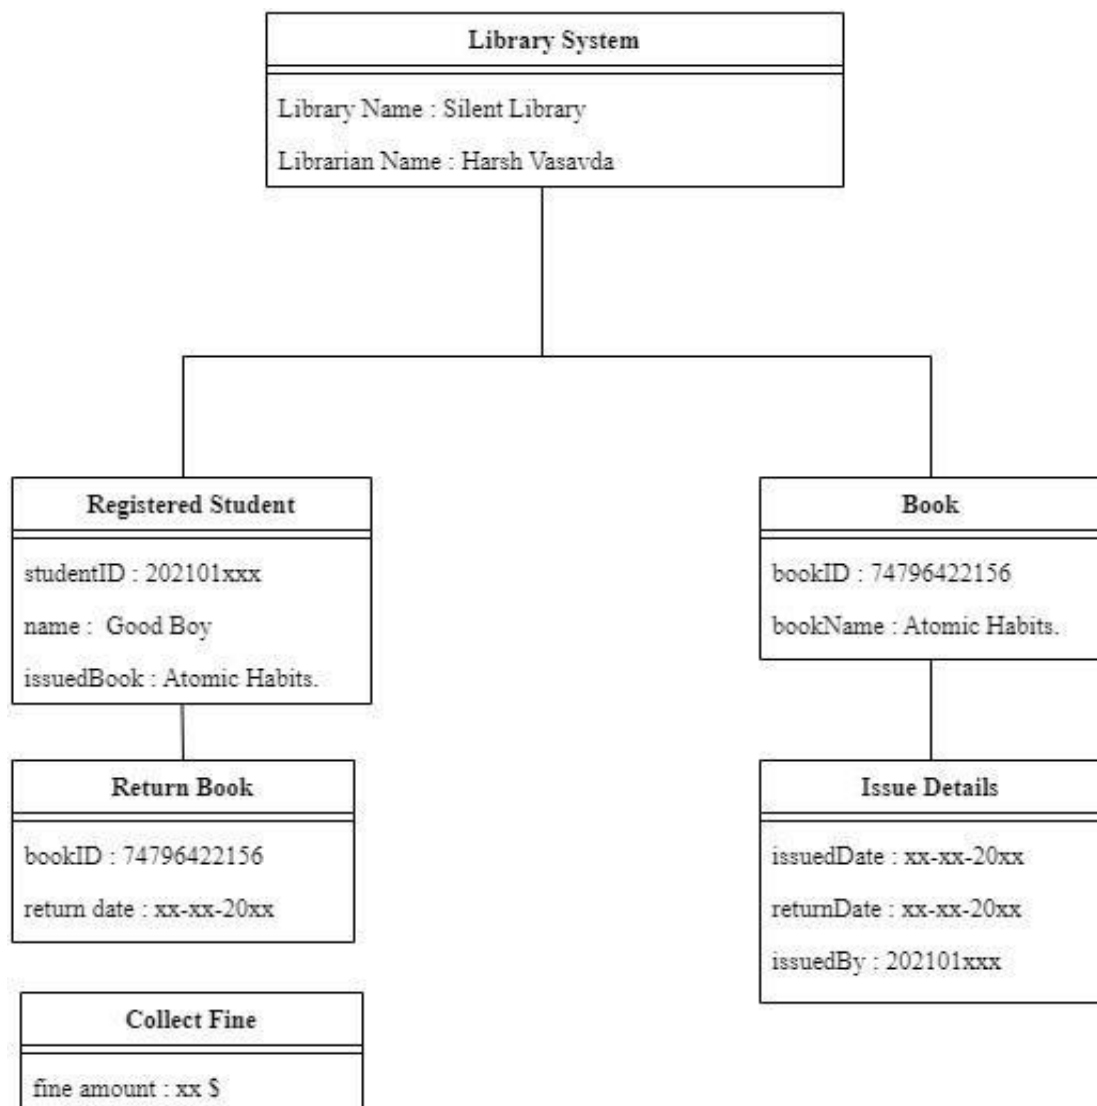 Library System
Library Name : Silent Library
Librarian Name : Harsh Vasavda
Registered Student
studentID : 202101xxx
name : Good Boy
issuedBook : Atomic Habits.
Book
bookID : 74796422156
bookName : Atomic Habits.
Return Book
bookID : 74796422156
return date : xx-xx-20xx
Issue Details
issuedDate : xx-xx-20xx
returnDate : xx-xx-20xx
issuedBy : 202101xxx
Collect Fine
fine amount : xx $